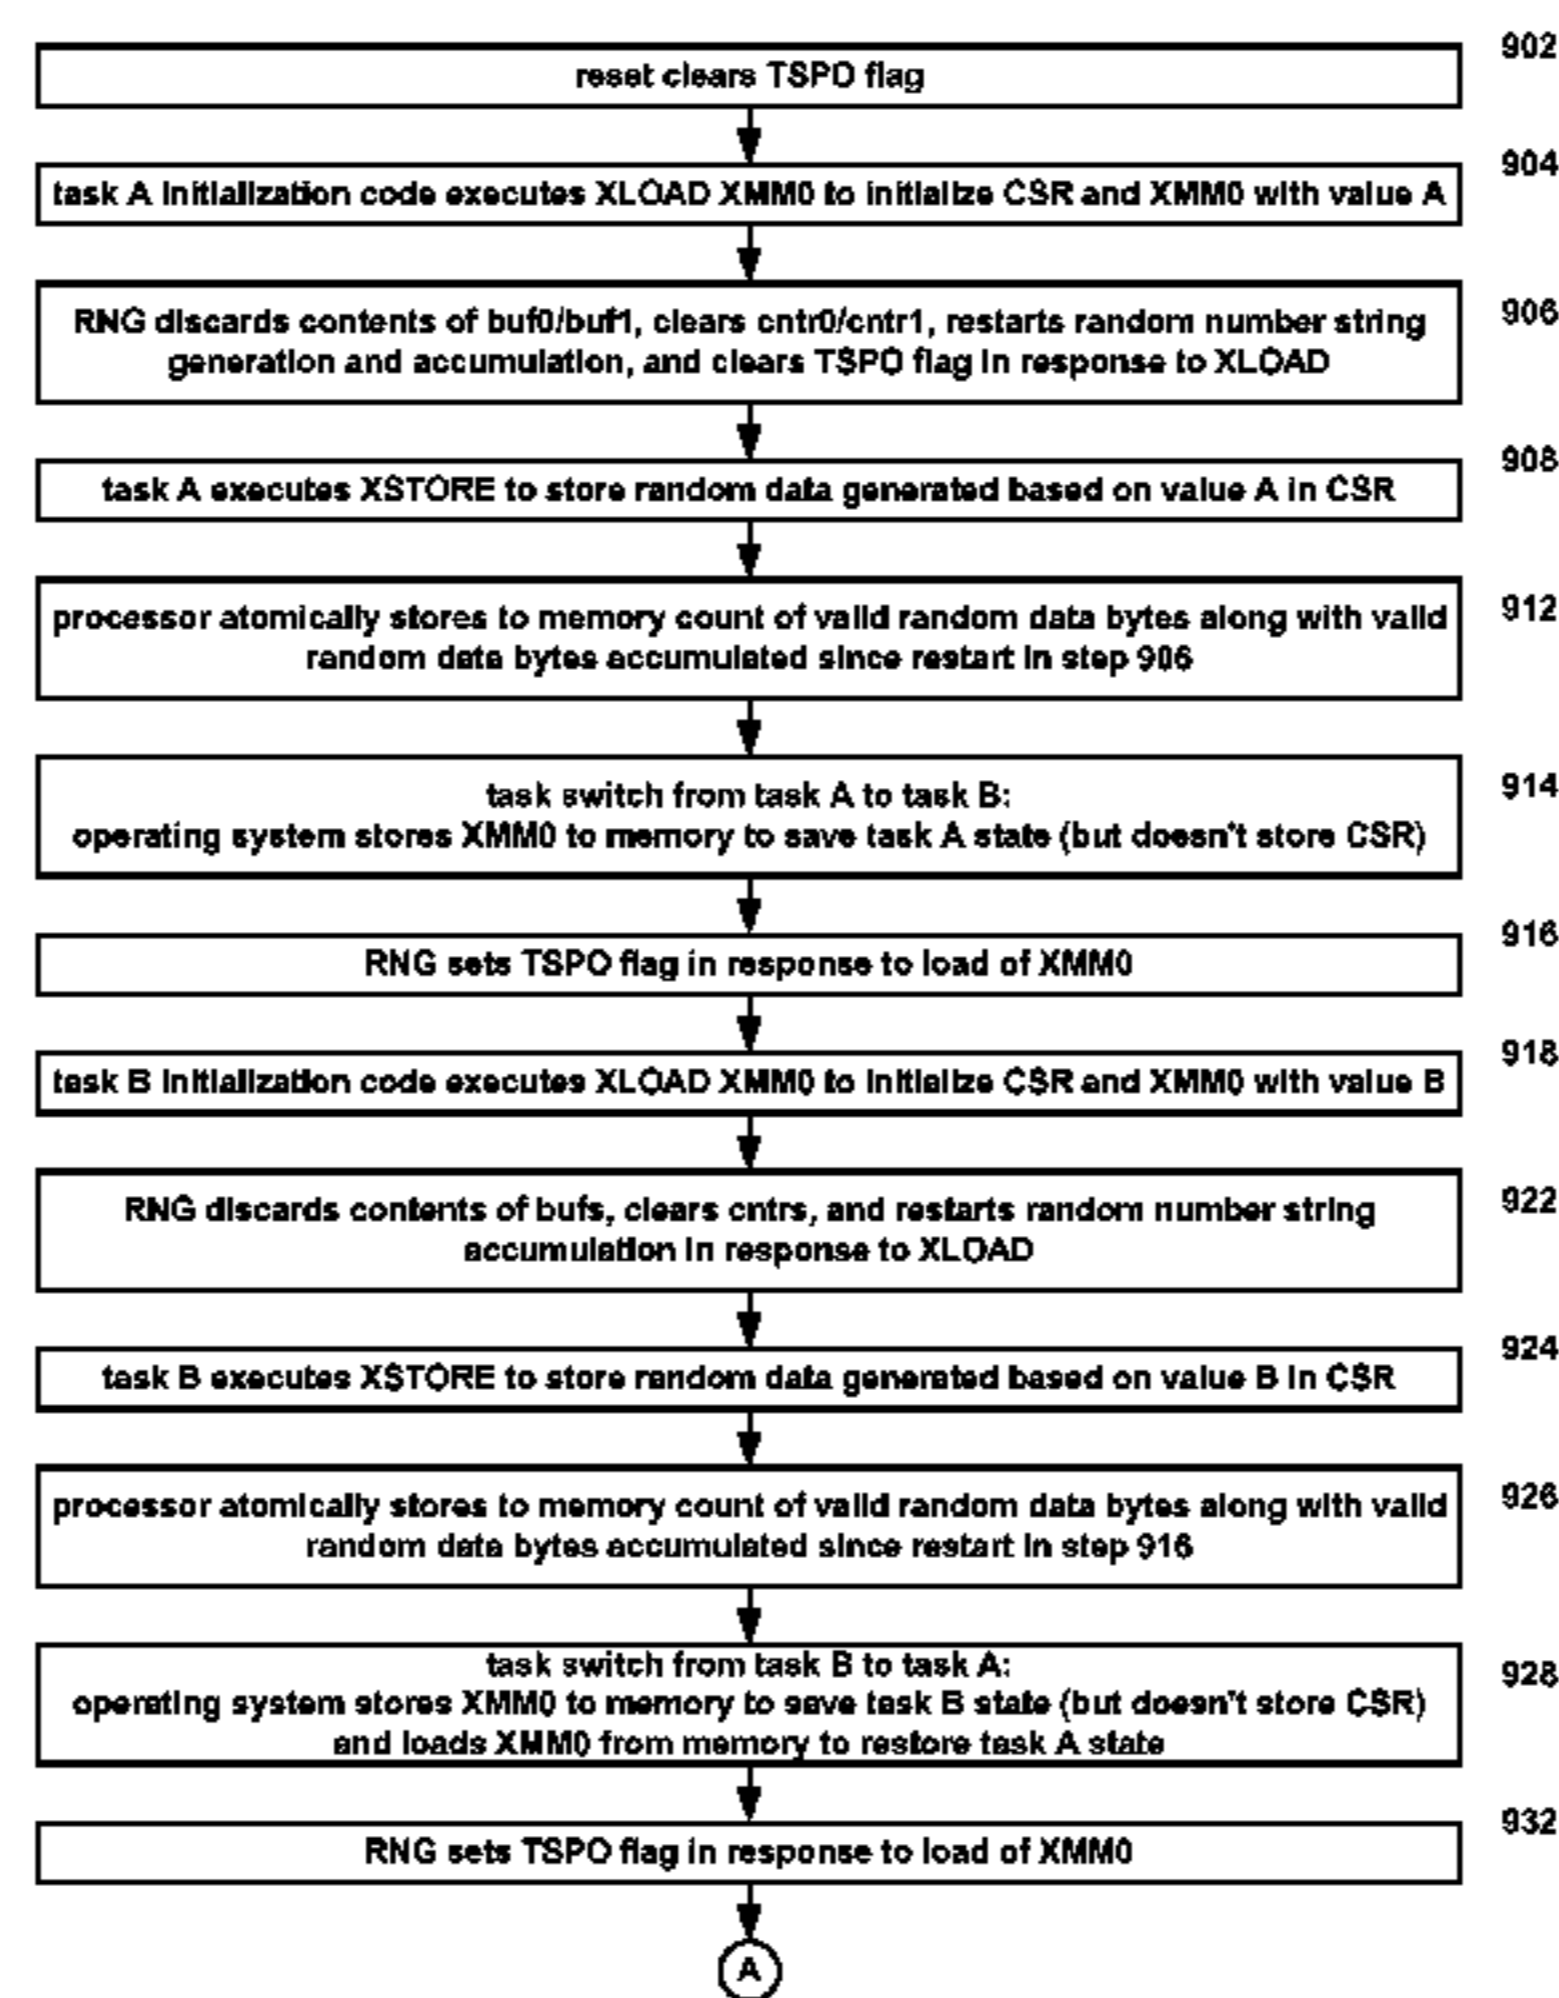 902
reset clears TSPO flag
904
task A initialization code executes XLOAD XMM0 to initialize CSR and XMM0 with value A
906
RNG discards contents of buf0/buf1, clears cntr0/cntr1, restarts random number string
generation and accumulation, and clears TSPO flag in response to XLOAD
908
task A executes XSTORE to store random data generated based on value A in CSR
912
processor atomically stores to memory count of valid random data bytes along with valid
random data bytes accumulated since restart in step 906
914
task switch from task A to task B:
operating system stores XMM0 to memory to save task A state (but doesn't store CSR)
916
RNG sets TSPO flag in response to load of XMM0
918
task B initialization code executes XLOAD XMM0 to initialize CSR and XMM0 with value B
922
RNG discards contents of bufs, clears cntrs, and restarts random number string
accumulation in response to XLOAD
924
task B executes XSTORE to store random data generated based on value B in CSR
926
processor atomically stores to memory count of valid random data bytes along with valid
random data bytes accumulated since restart in step 916
928
task switch from task B to task A:
operating system stores XMM0 to memory to save task B state (but doesn't store CSR)
and loads XMM0 from memory to restore task A state
932
RNG sets TSPO flag in response to load of XMM0
A